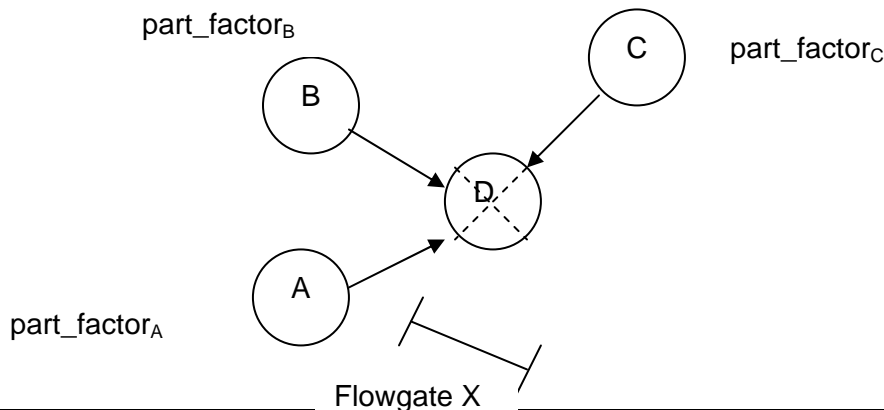 part_factorB
C
part_factorC
B
D
A
part_factorA
Flowgate X